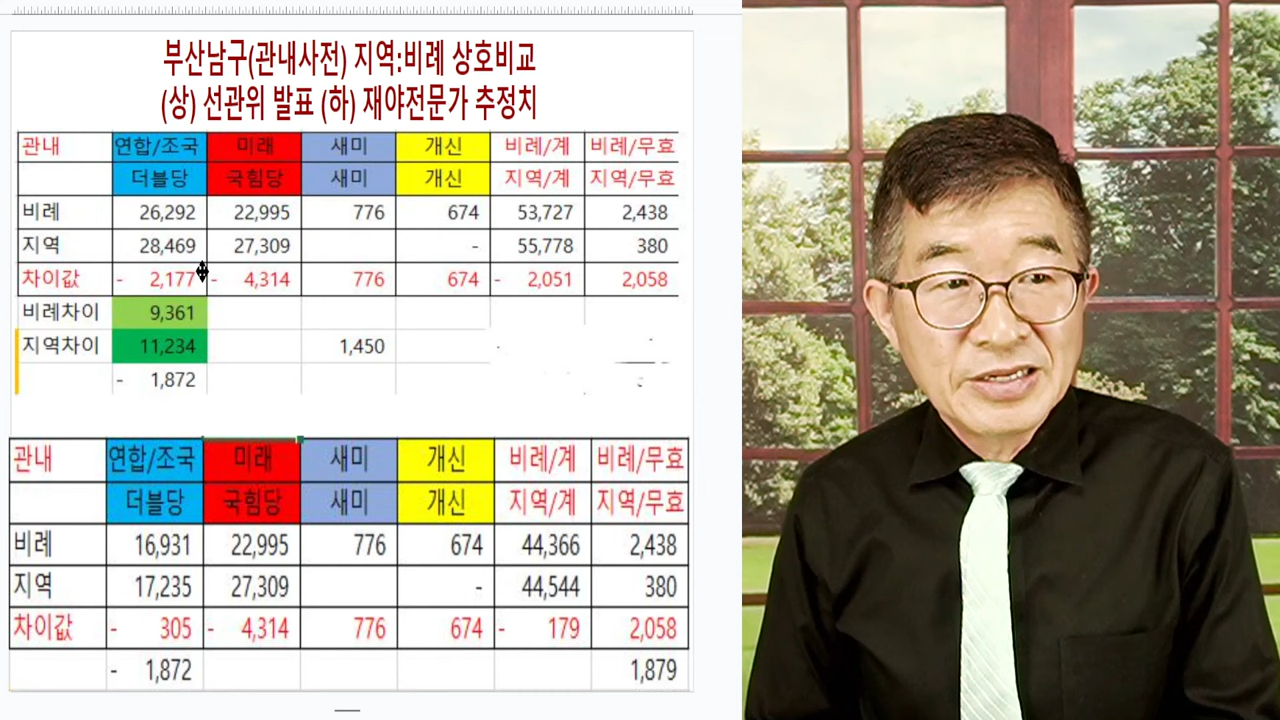 부산남구(관내사전) 지역:비례 상호비교
(상) 선관위 발표 (하) 재야전문가 추정치
관내 연합/조국 미래 새미 개신 비례/계 비례/무효
더블당 국힘당 새미 개신 지역/계 지역/무효
비례 26,292 22,995 776 674 53,727 2,438
지역 28,469 27,309 - 55,778 380
차이값 - 2,177 - 4,314 776 674 - 2,051 2,058
비례차이 9,361
지역차이 11,234 1,450
- 1,872
관내 연합/조국 미래 새미 개신 비례/계 비례/무효
더블당 국힘당 새미 개신 지역/계 지역/무효
비례 16,931 22,995 776 674 44,366 2,438
지역 17,235 27,309 - 44,544 380
차이값 - 305 - 4,314 776 674 - 179 2,058
- 1,872 1,879